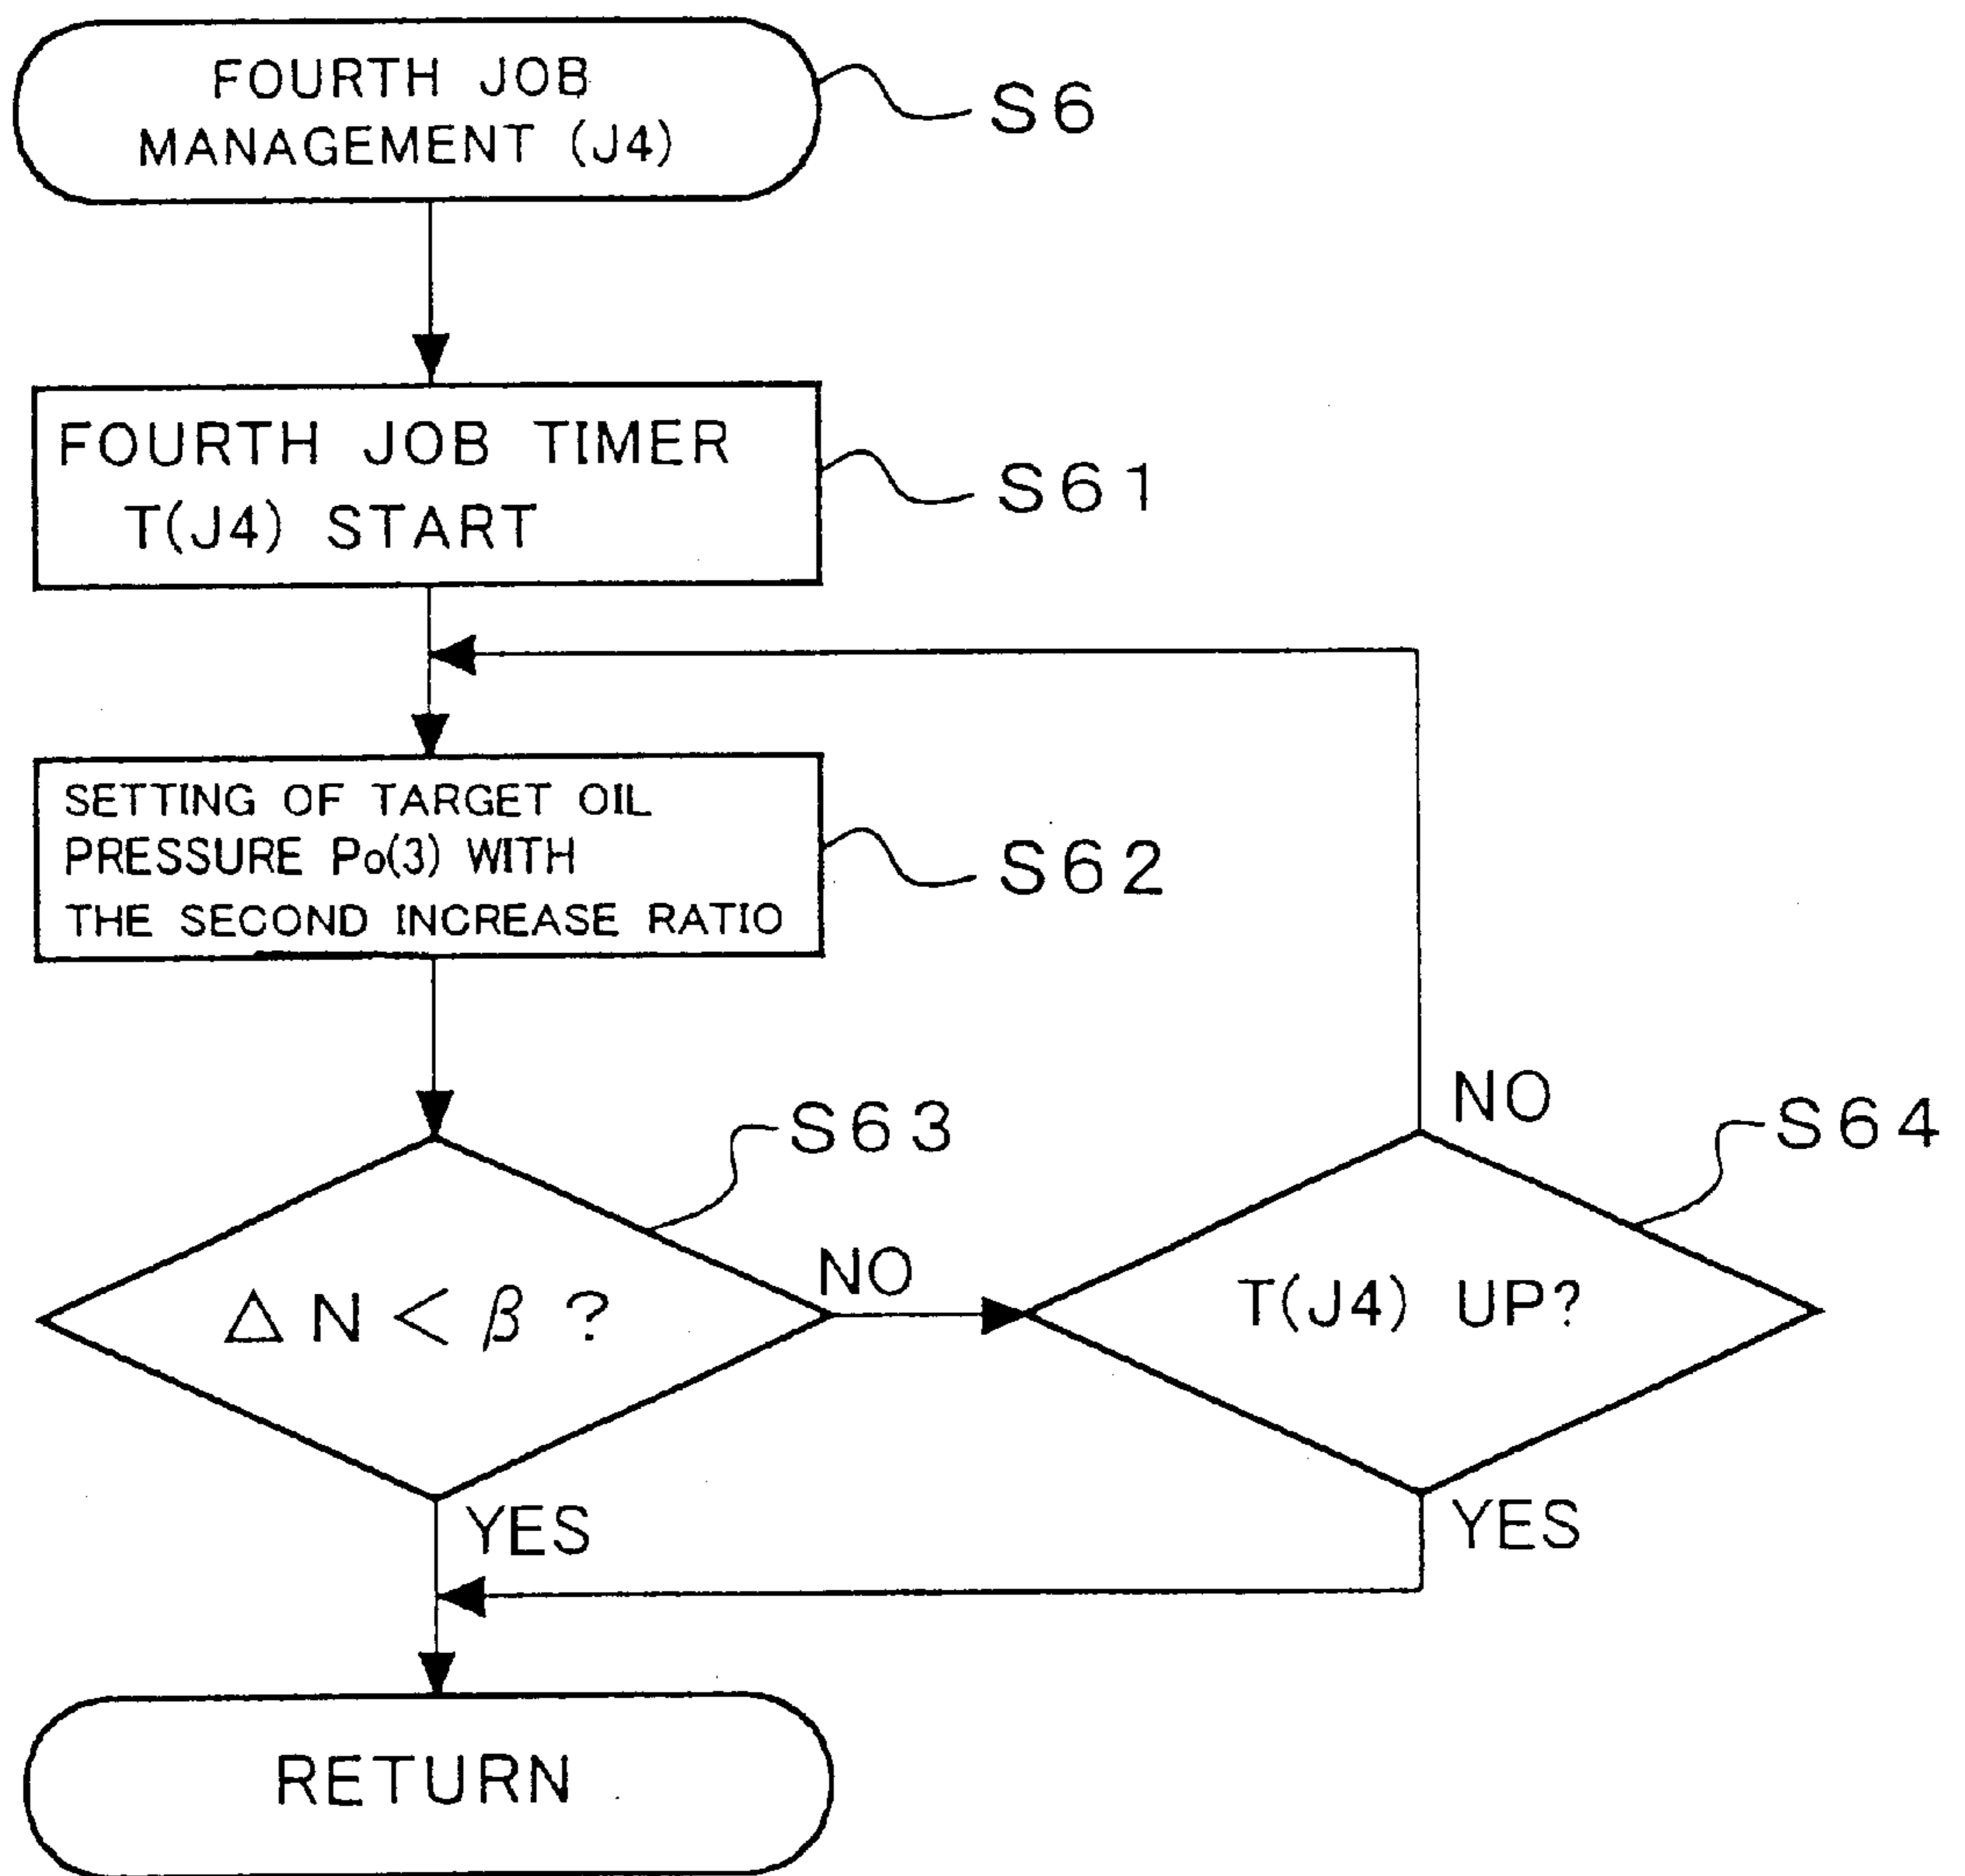 FOURTH JOB
MANAGEMENT (J4)
S6
FOURTH JOB TIMER
T(J4) START
S61
SETTING OF TARGET OIL
PRESSURE Po(3) WITH
THE SECOND INCREASE RATIO
S62
S63
△N<β?
NO
YES
NO
S64
T(J4) UP?
YES
RETURN